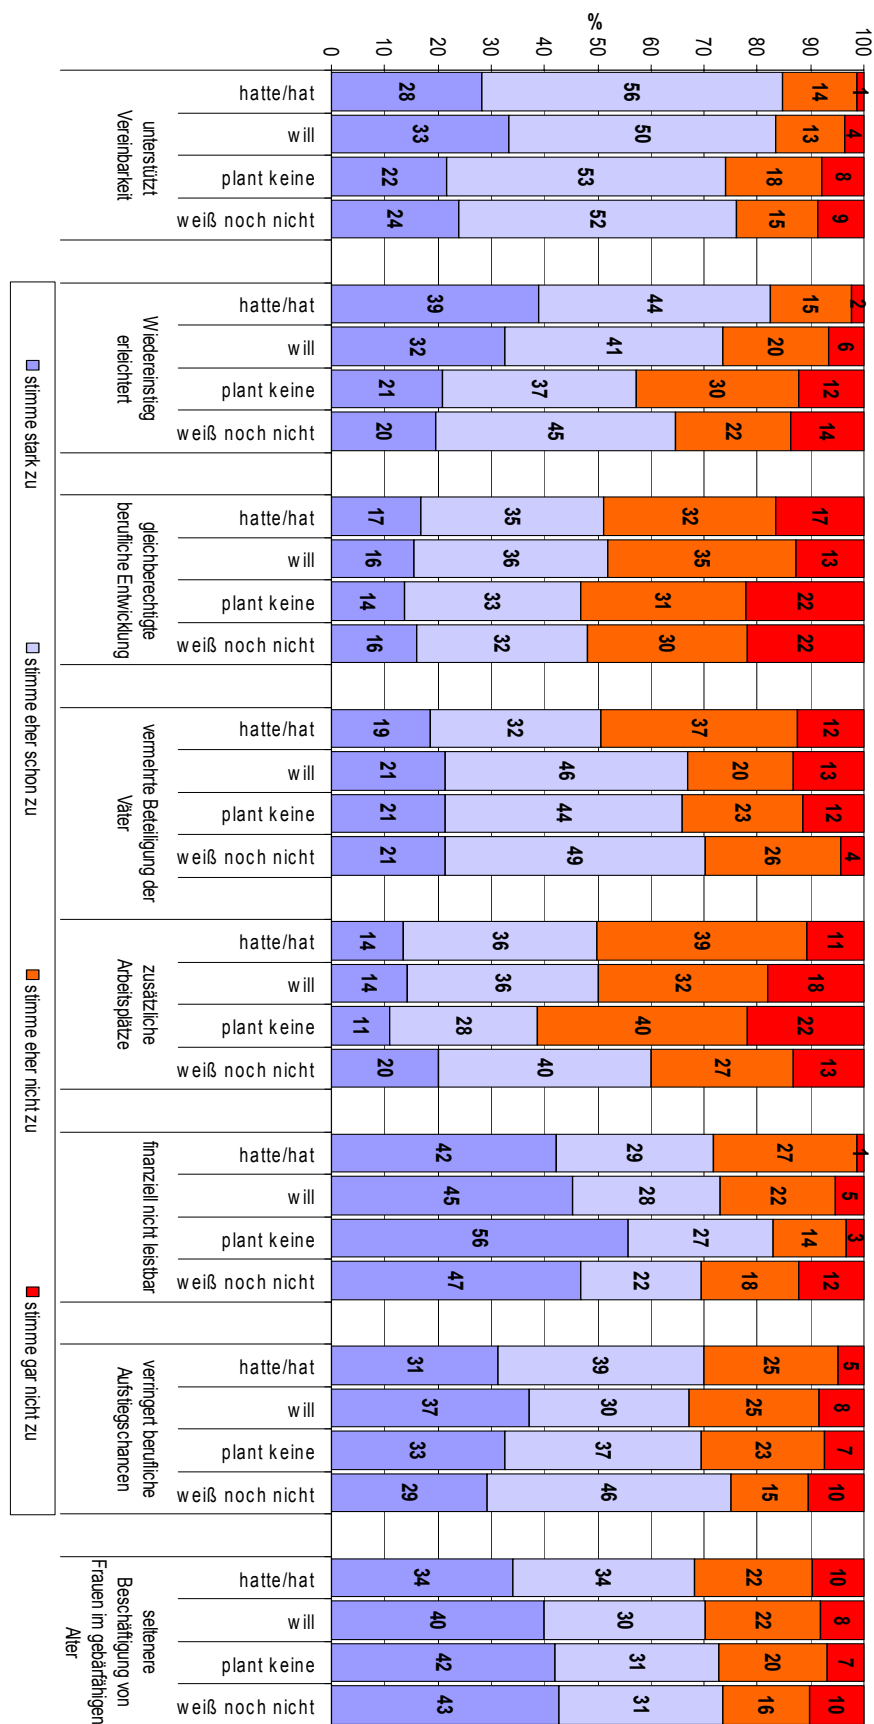 %
0 10 20 30 40 50 60 70 80 90 100
unterstützt
Vereinbarkeit
hatte/hat 28 56 14 1
will 33 50 13 4
plant keine 22 53 18 8
weiß noch nicht 24 52 15 9
Wiedereinstieg
erleichtert
hatte/hat 39 44 15 2
will 32 41 20 6
plant keine 21 37 30 12
weiß noch nicht 20 45 22 14
gleichberechtigte
berufliche Entwicklung
hatte/hat 17 35 32 17
will 16 36 35 13
plant keine 14 33 31 22
weiß noch nicht 16 32 30 22
vermehrte Beteiligung der
Väter
hatte/hat 19 32 37 12
will 21 46 20 13
plant keine 21 44 23 12
weiß noch nicht 21 49 26 4
zusätzliche
Arbeitsplätze
hatte/hat 14 36 39 11
will 14 36 32 18
plant keine 11 28 40 22
weiß noch nicht 20 40 27 13
finanziell nicht leistbar
hatte/hat 42 29 27 1
will 45 28 22 5
plant keine 56 27 14 3
weiß noch nicht 47 22 18 12
verringert berufliche
Aufstiegschancen
hatte/hat 31 39 25 5
will 37 30 25 8
plant keine 33 37 23 7
weiß noch nicht 29 46 15 10
seltenere
Beschäftigung von
Frauen im gebärfähigen
Alter
hatte/hat 34 34 22 10
will 40 30 22 8
plant keine 42 31 20 7
weiß noch nicht 43 31 16 10
stimme stark zu
stimme eher schon zu
stimme eher nicht zu
stimme gar nicht zu